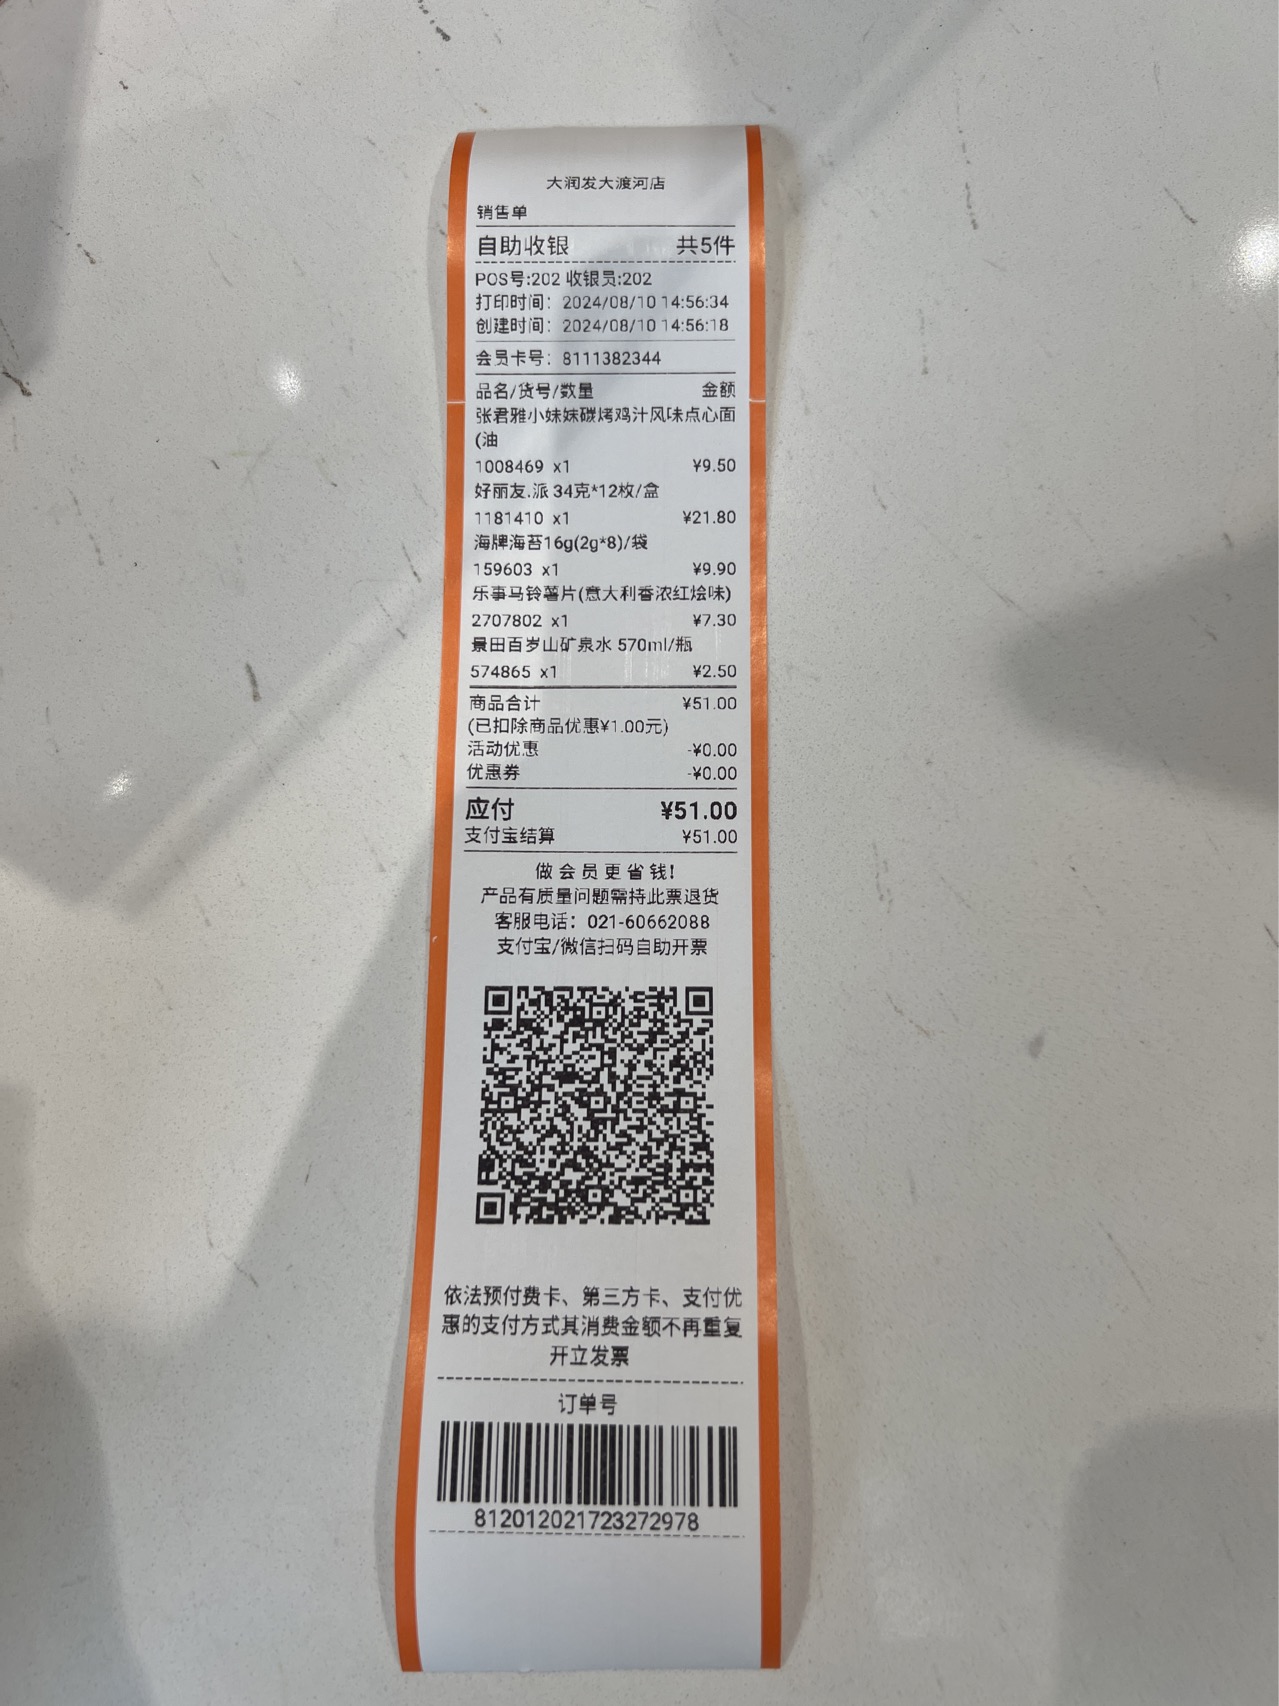 大润发大渡河店
销售单
自助收银 共5件
POS号:202 收银员:202
打印时间：2024/08/10 14:56:34
创建时间：2024/08/10 14:56:18
会员卡号：8111382344
品名/货号/数量 金额
张君雅小妹妹碳烤鸡汁风味点心面
(油
1008469 x1 ¥9.50
好丽友.派 34克*12枚/盒
1181410 x1 ¥21.80
海牌海苔16g(2g*8)/袋
159603 x1 ¥9.90
乐事马铃薯片(意大利香浓红烩味)
2707802 x1 ¥7.30
景田百岁山矿泉水 570ml/瓶
574865 x1 ¥2.50
商品合计 ¥51.00
(已扣除商品优惠¥1.00元)
活动优惠 -¥0.00
优惠券 -¥0.00
应付 ¥51.00
支付宝结算 ¥51.00
做会员更省钱!
产品有质量问题需持此票退货
客服电话：021-60662088
支付宝/微信扫码自助开票
依法预付费卡、第三方卡、支付优
惠的支付方式其消费金额不再重复
开立发票
订单号
812012021723272978